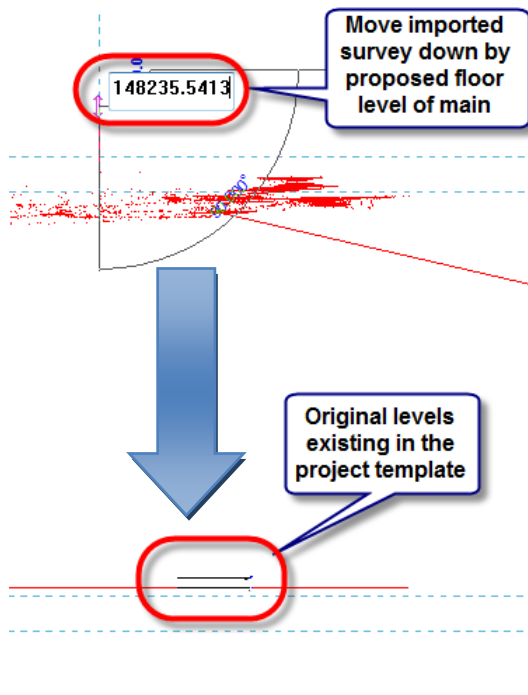 Move imported
survey down by
proposed floor
level of main
148235.5413
Original levels
existing in the
project template